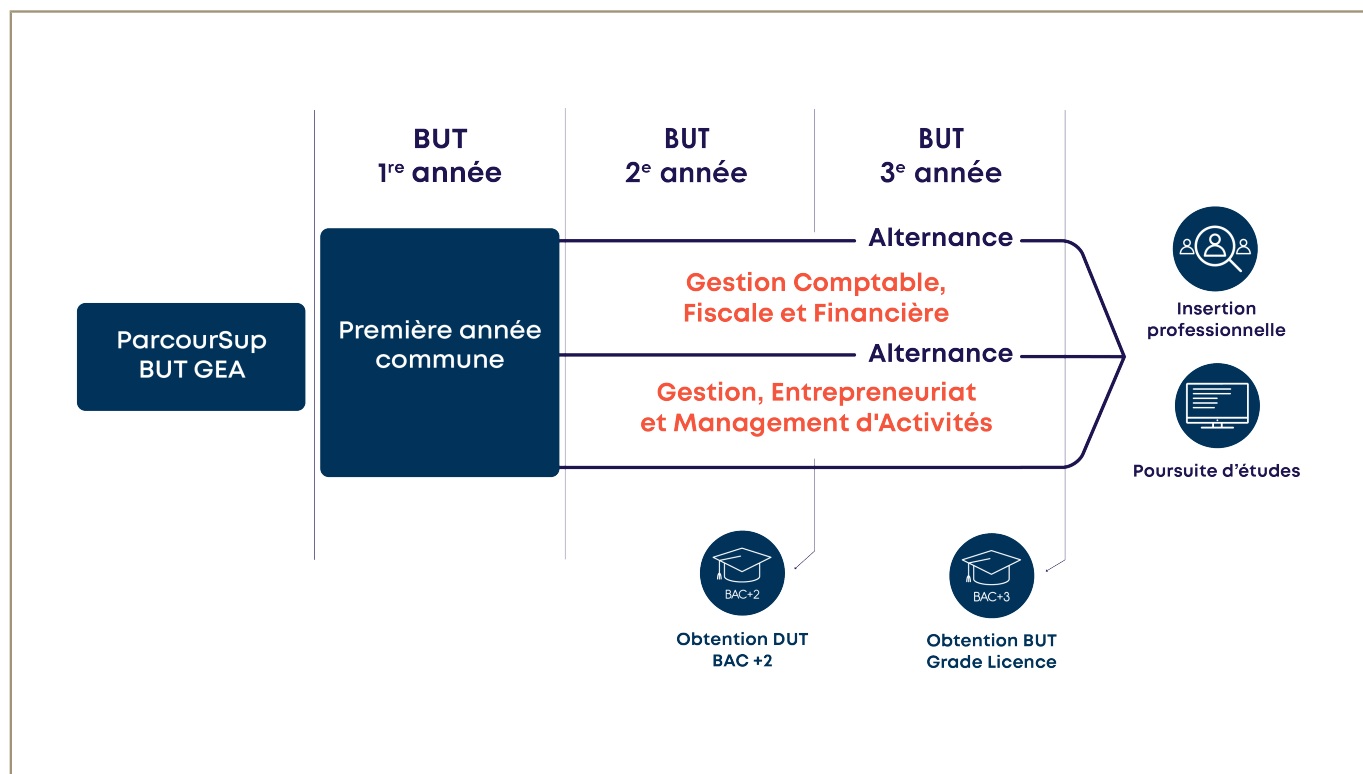 BUT
1re année
BUT
2e année
BUT
3e année
ParcourSup
BUT GEA
Première année
commune
Alternance
Gestion Comptable,
Fiscale et Financière
Alternance
Gestion, Entrepreneuriat
et Management d'Activités
Insertion
professionnelle
Poursuite d’études
BAC+2
Obtention DUT
BAC +2
BAC+3
Obtention BUT
Grade Licence